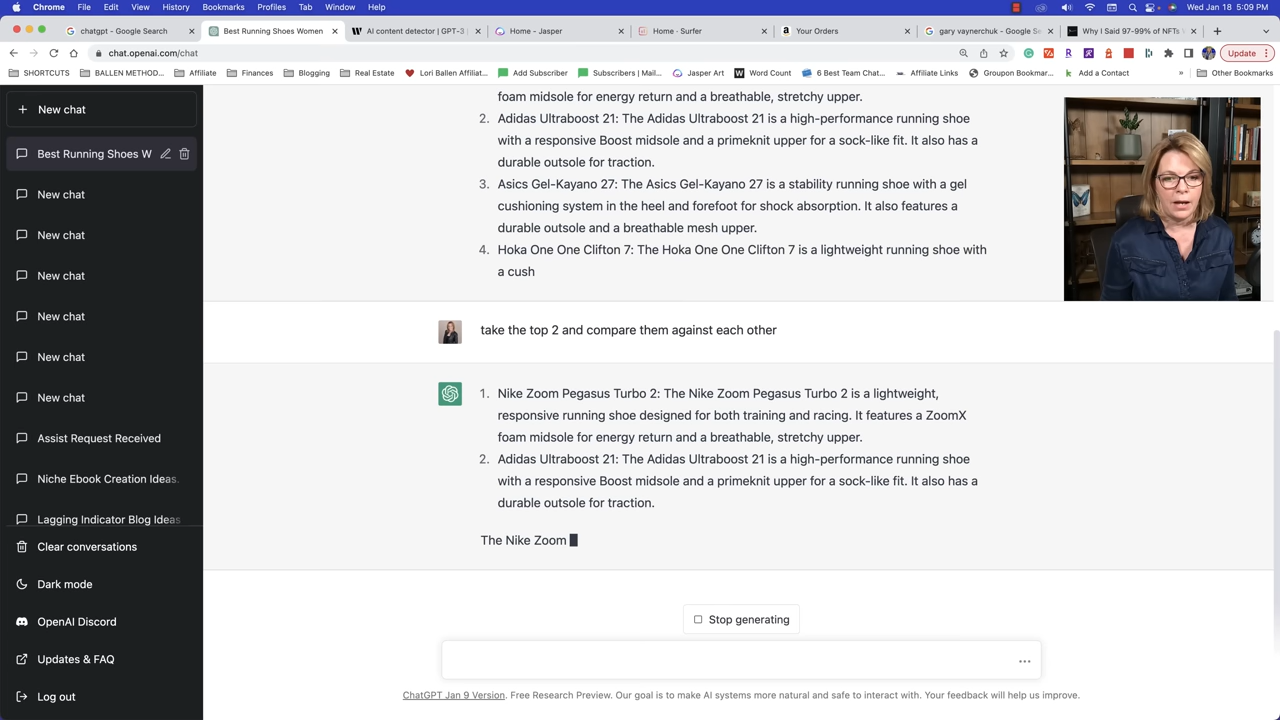 Chrome File Edit View History Bookmarks Profiles Tab Window Help Wed Jan 18 5:09 PM
chatgpt - Google Search Best Running Shoes Women AI content detector | GPT-3 | Home - Jasper Home - Surfer Your Orders gary vaynerchuk - Google Se Why I Said 97-99% of NFTs
chat.openai.com/chat Update
SHORTCUTS BALLEN METHOD... Affiliate Finances Blogging Real Estate Lori Ballen Affiliat... Add Subscriber Subscribers | Mail... Jasper Art Word Count 6 Best Team Chat... Affiliate Links Groupon Bookmar... Add a Contact » Other Bookmarks
New chat
Best Running Shoes W
New chat
New chat
New chat
New chat
New chat
New chat
Assist Request Received
Niche Ebook Creation Ideas.
Lagging Indicator Blog Ideas
Clear conversations
Dark mode
OpenAI Discord
Updates & FAQ
Log out
foam midsole for energy return and a breathable, stretchy upper.
2. Adidas Ultraboost 21: The Adidas Ultraboost 21 is a high-performance running shoe
with a responsive Boost midsole and a primeknit upper for a sock-like fit. It also has a
durable outsole for traction.
3. Asics Gel-Kayano 27: The Asics Gel-Kayano 27 is a stability running shoe with a gel
cushioning system in the heel and forefoot for shock absorption. It also features a
durable outsole and a breathable mesh upper.
4. Hoka One One Clifton 7: The Hoka One One Clifton 7 is a lightweight running shoe with
a cush
take the top 2 and compare them against each other
1. Nike Zoom Pegasus Turbo 2: The Nike Zoom Pegasus Turbo 2 is a lightweight,
responsive running shoe designed for both training and racing. It features a ZoomX
foam midsole for energy return and a breathable, stretchy upper.
2. Adidas Ultraboost 21: The Adidas Ultraboost 21 is a high-performance running shoe
with a responsive Boost midsole and a primeknit upper for a sock-like fit. It also has a
durable outsole for traction.
The Nike Zoom
Stop generating
ChatGPT Jan 9 Version. Free Research Preview. Our goal is to make AI systems more natural and safe to interact with. Your feedback will help us improve.